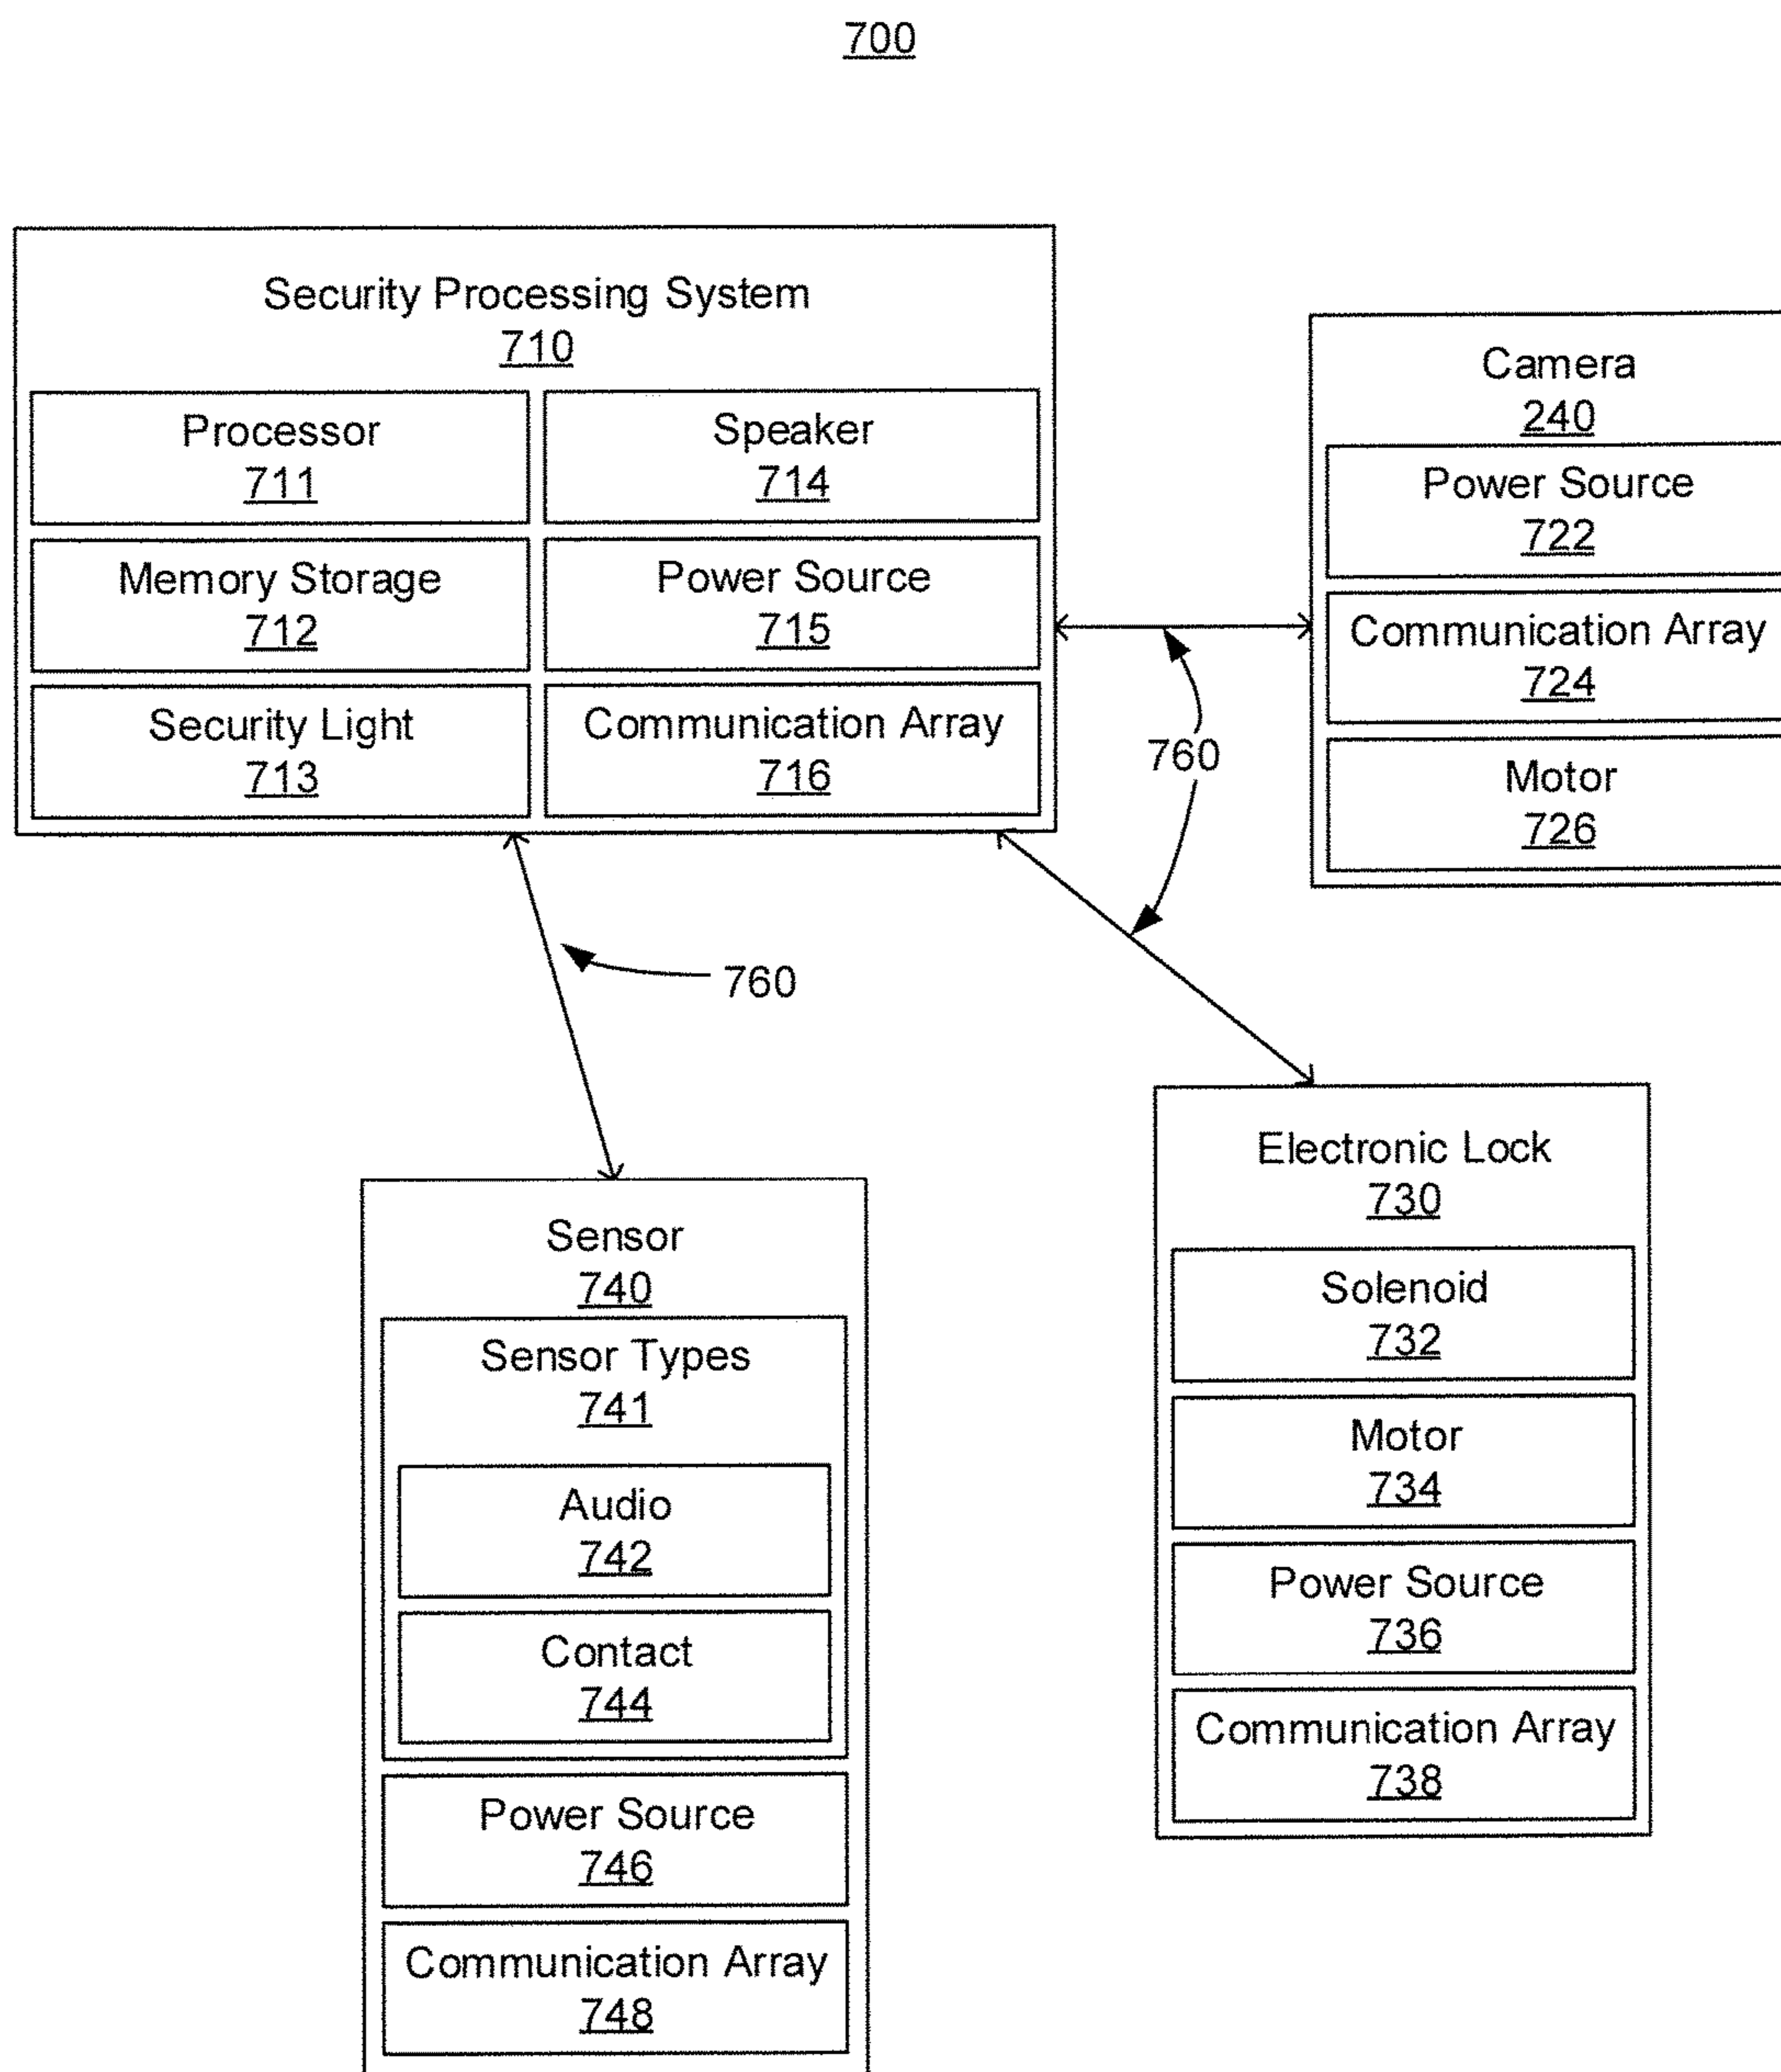 700
Security Processing System
710
Processor
711
Speaker
714
Memory Storage
712
Power Source
715
Security Light
713
Communication Array
716
Camera
240
Power Source
722
Communication Array
724
Motor
726
760
760
Electronic Lock
730
Solenoid
732
Motor
734
Power Source
736
Communication Array
738
Sensor
740
Sensor Types
741
Audio
742
Contact
744
Power Source
746
Communication Array
748